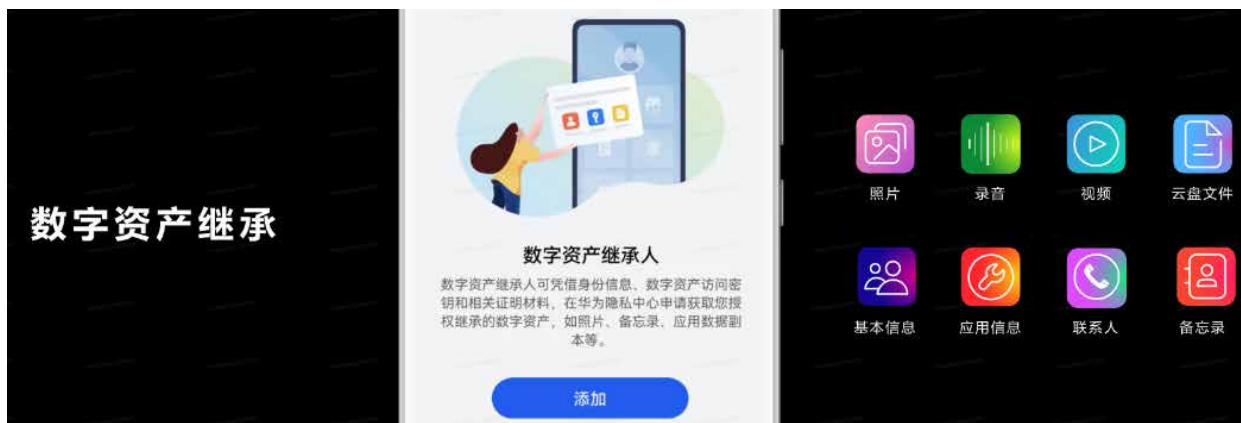 数字资产继承
数字资产继承人
数字资产继承人可凭借身份信息、数字资产访问密
钥和相关证明材料，在华为隐私中心申请获取您授
权继承的数字资产，如照片、备忘录、应用数据副
本等。
添加
照片 录音 视频 云盘文件
基本信息 应用信息 联系人 备忘录